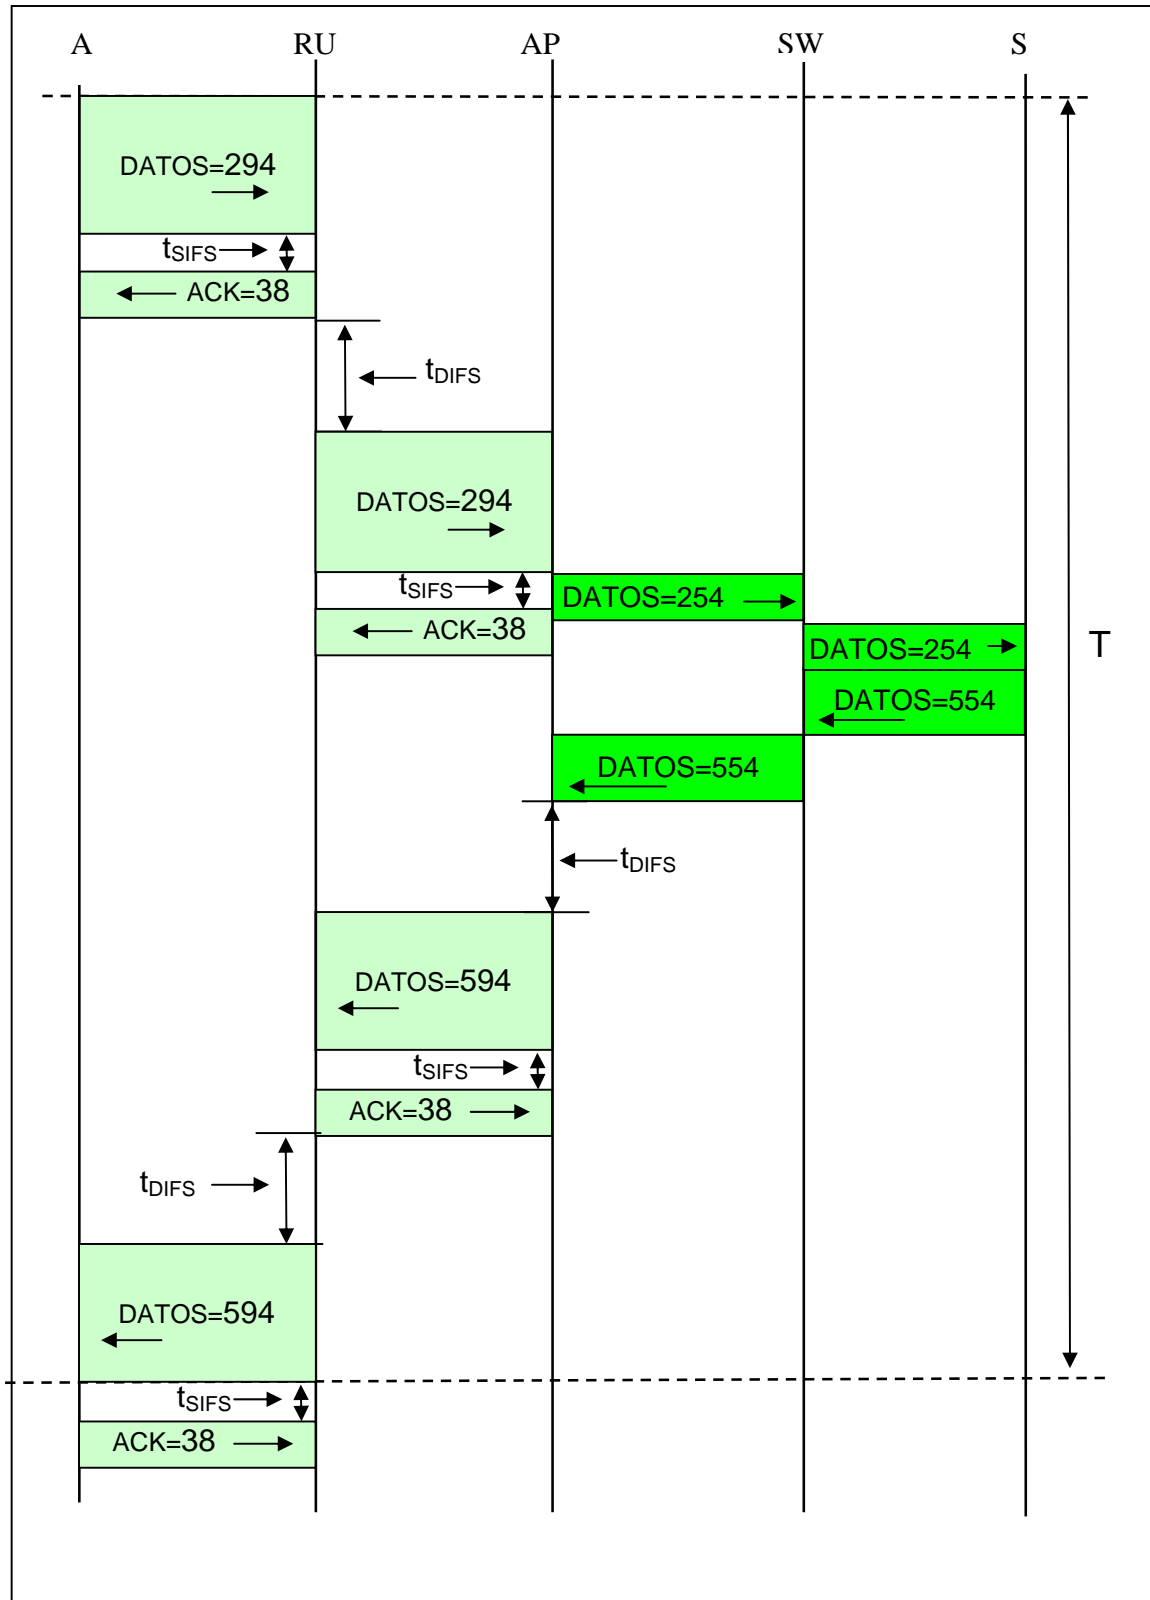 A RU AP SW S
DATOS=294
tSIFS
ACK=38
tDIFS
DATOS=294
tSIFS
DATOS=254
ACK=38
DATOS=254
T
DATOS=554
DATOS=554
tDIFS
DATOS=594
tSIFS
ACK=38
tDIFS
DATOS=594
tSIFS
ACK=38